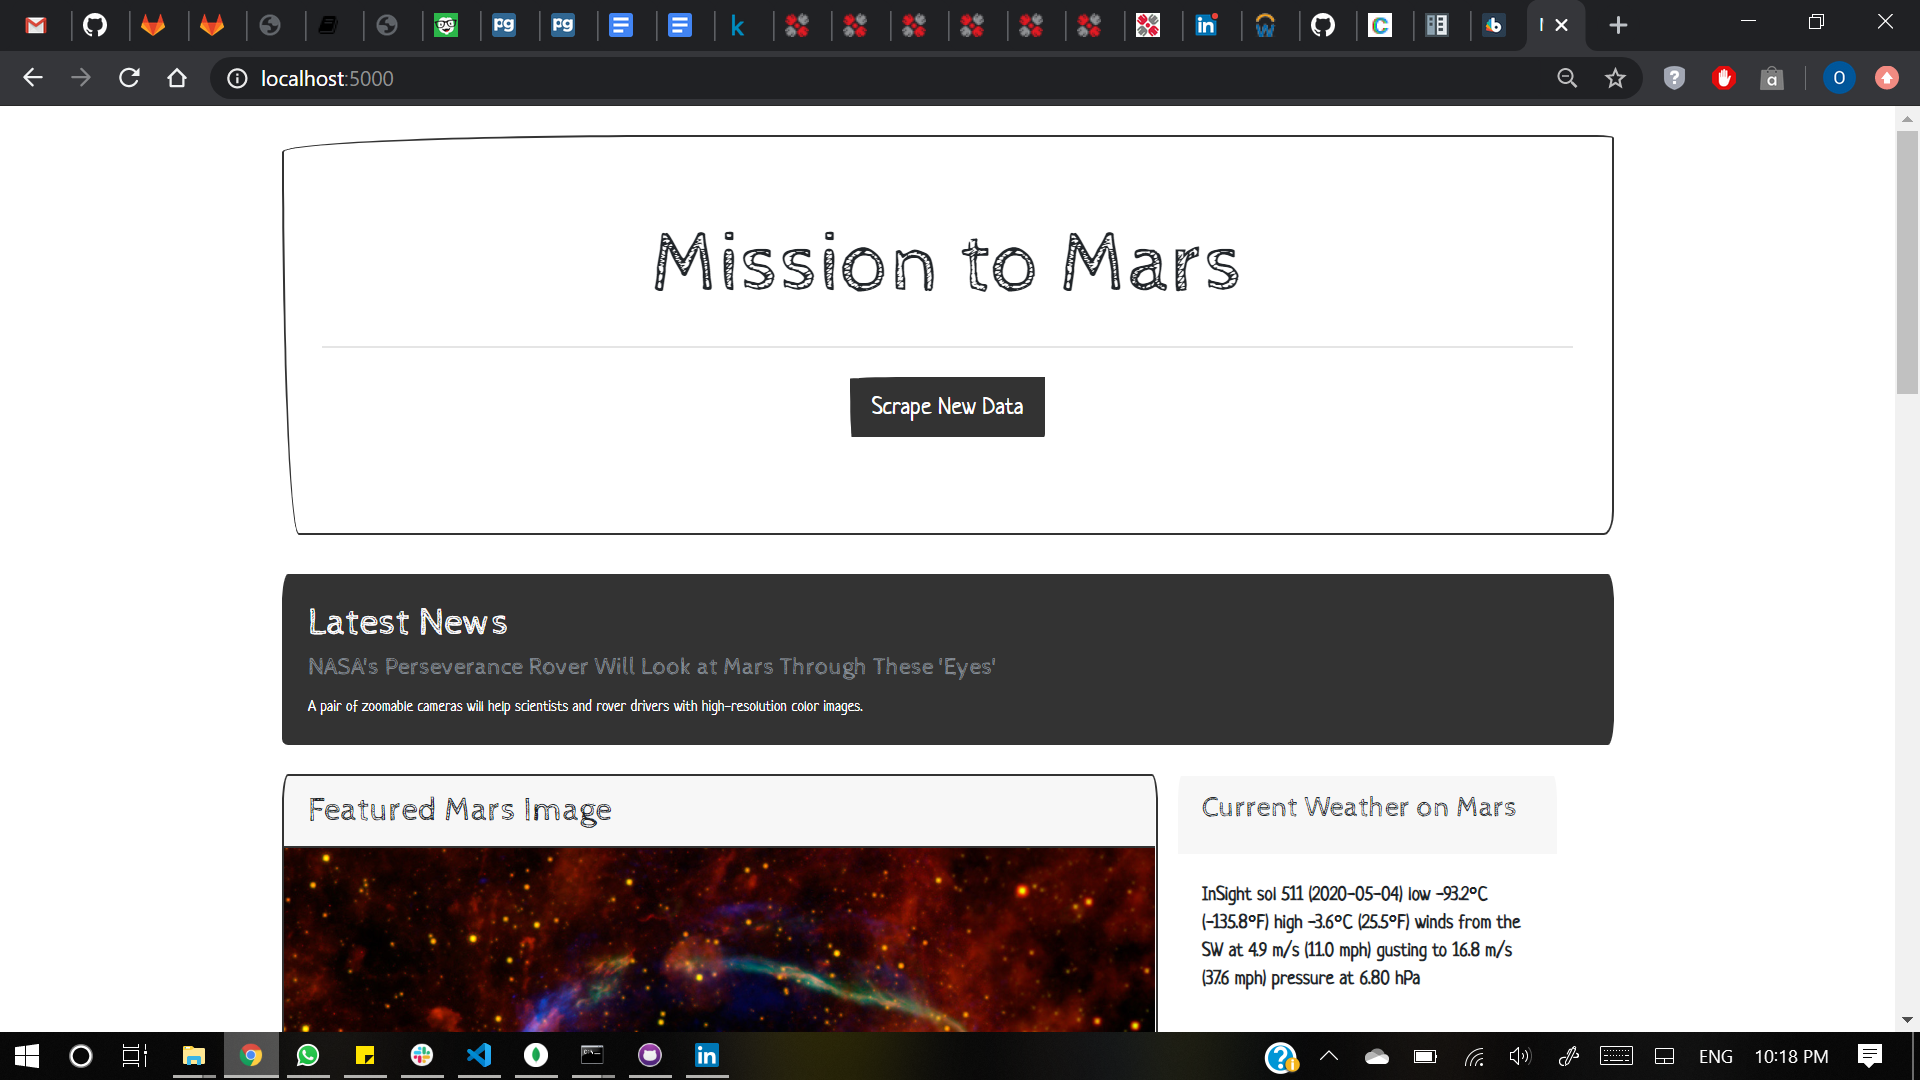 localhost:5000
Mission to Mars
Scrape New Data
Latest News
NASA's Perseverance Rover Will Look at Mars Through These 'Eyes'
A pair of zoomable cameras will help scientists and rover drivers with high-resolution color images.
Featured Mars Image
Current Weather on Mars
InSight sol 511 (2020-05-04) low -93.2ºC
(-135.8ºF) high -3.6ºC (25.5ºF) winds from the
SW at 4.9 m/s (11.0 mph) gusting to 16.8 m/s
(37.6 mph) pressure at 6.80 hPa
ENG
10:18 PM